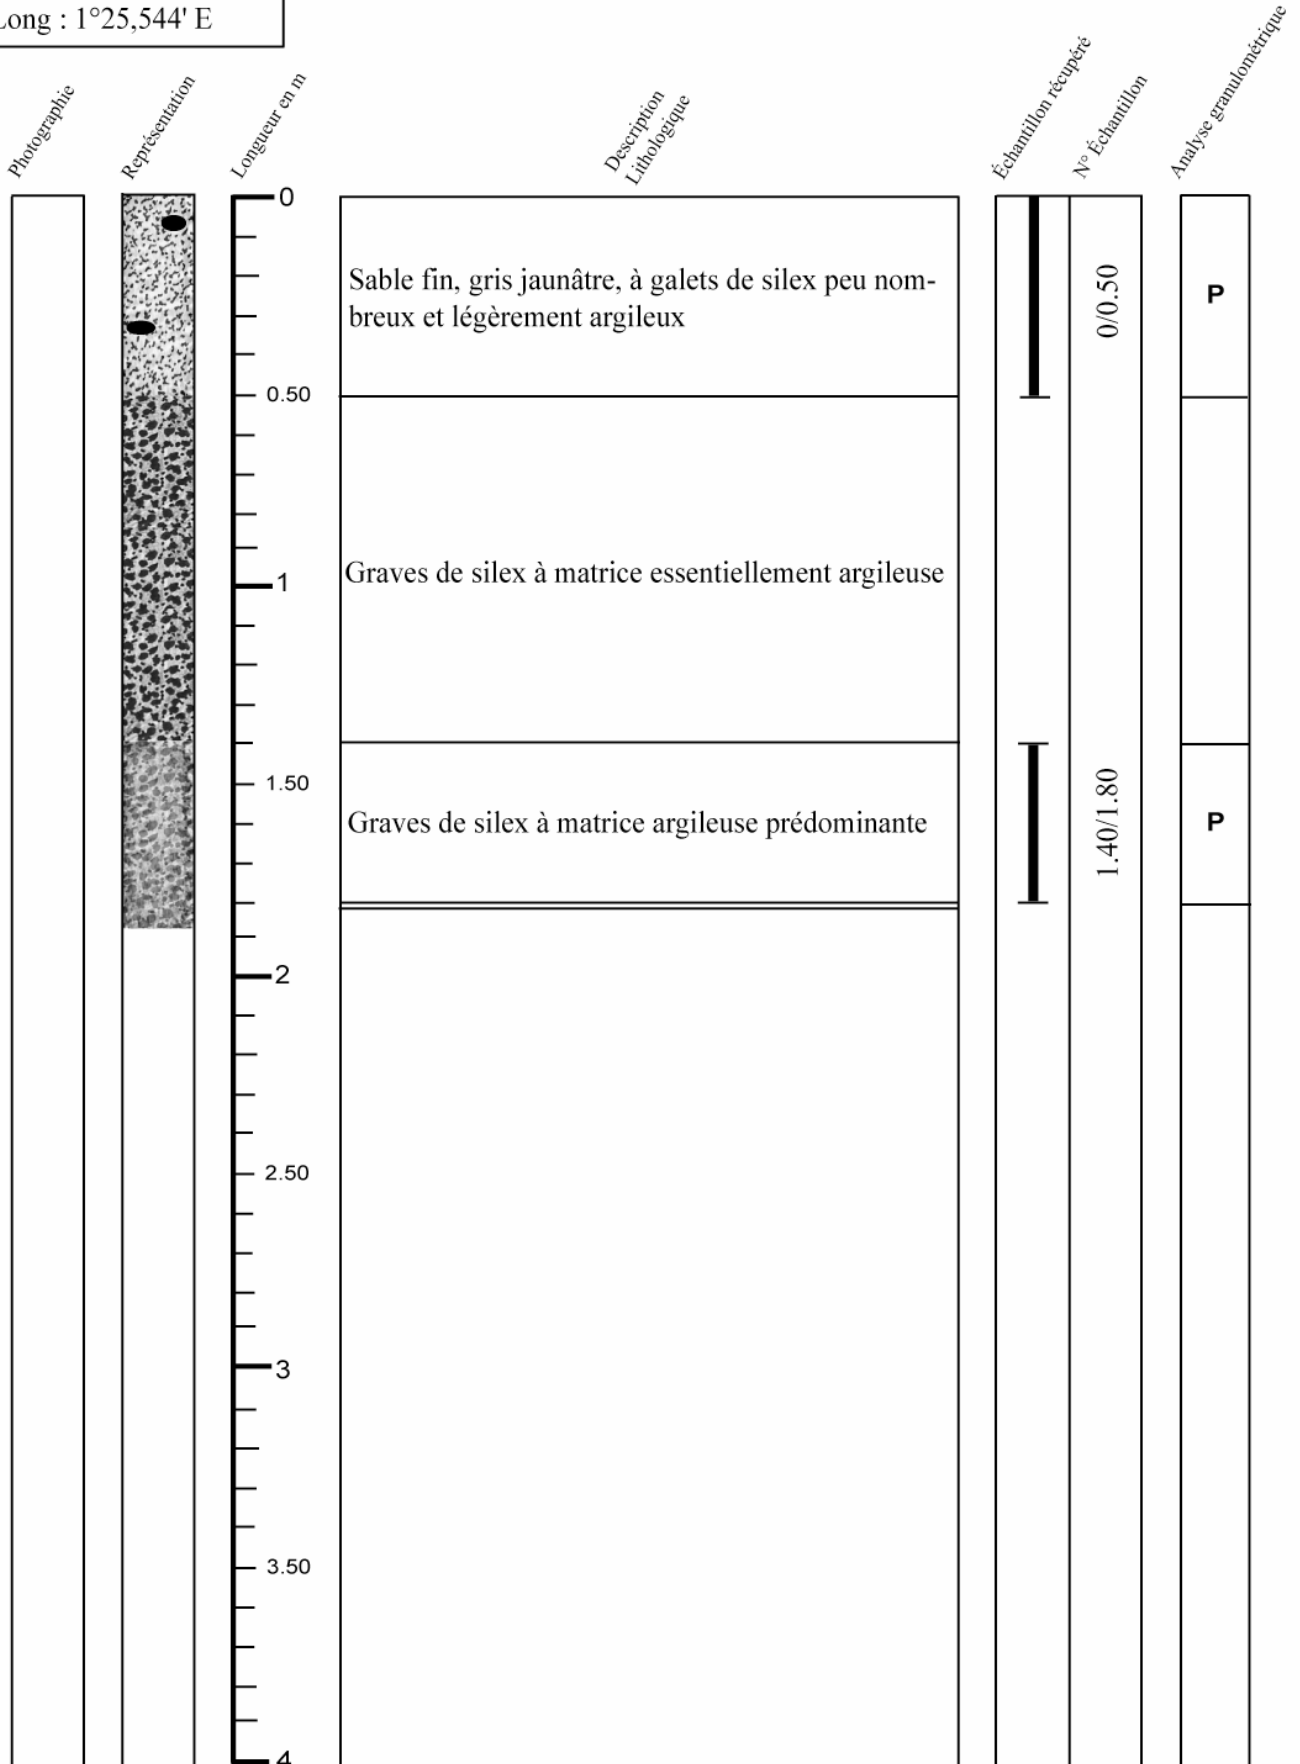 Long : 1°25,544' E
Photographie
Représentation
Longueur en m
Description
Lithologique
Échantillon récupéré
N° Échantillon
Analyse granulométrique
0
Sable fin, gris jaunâtre, à galets de silex peu nom-
breux et légèrement argileux
0/0.50
P
0.50
Graves de silex à matrice essentiellement argileuse
1
1.50
Graves de silex à matrice argileuse prédominante
1.40/1.80
P
2
2.50
3
3.50
4